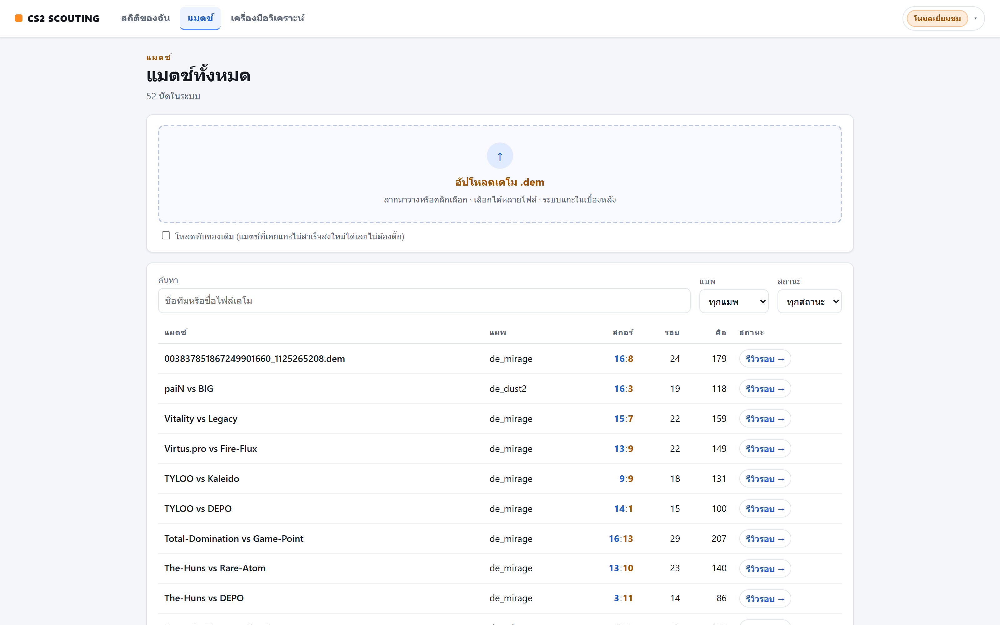 CS2 SCOUTING
สถิติของฉัน
แมตช์
เครื่องมือวิเคราะห์
โหมดเยี่ยมชม
แมตช์
แมตช์ทั้งหมด
52 นัดในระบบ
↑
อัปโหลดเดโม .dem
ลากมาวางหรือคลิกเลือก · เลือกได้หลายไฟล์ · ระบบแกะในเบื้องหลัง
โหลดทับของเดิม (แมตช์ที่เคยแกะไม่สำเร็จส่งใหม่ได้เลยไม่ต้องติ๊ก)
ค้นหา แมพ สถานะ
ชื่อทีมหรือชื่อไฟล์เดโม ทุกแมพ ทุกสถานะ
แมตช์ แมพ สกอร์ รอบ คิล สถานะ
003837851867249901660_1125265208.dem de_mirage 16:8 24 179 รีวิวรอบ →
paiN vs BIG de_dust2 16:3 19 118 รีวิวรอบ →
Vitality vs Legacy de_mirage 15:7 22 159 รีวิวรอบ →
Virtus.pro vs Fire-Flux de_mirage 13:9 22 149 รีวิวรอบ →
TYLOO vs Kaleido de_mirage 9:9 18 131 รีวิวรอบ →
TYLOO vs DEPO de_mirage 14:1 15 100 รีวิวรอบ →
Total-Domination vs Game-Point de_mirage 16:13 29 207 รีวิวรอบ →
The-Huns vs Rare-Atom de_mirage 13:10 23 140 รีวิวรอบ →
The-Huns vs DEPO de_mirage 3:11 14 86 รีวิวรอบ →